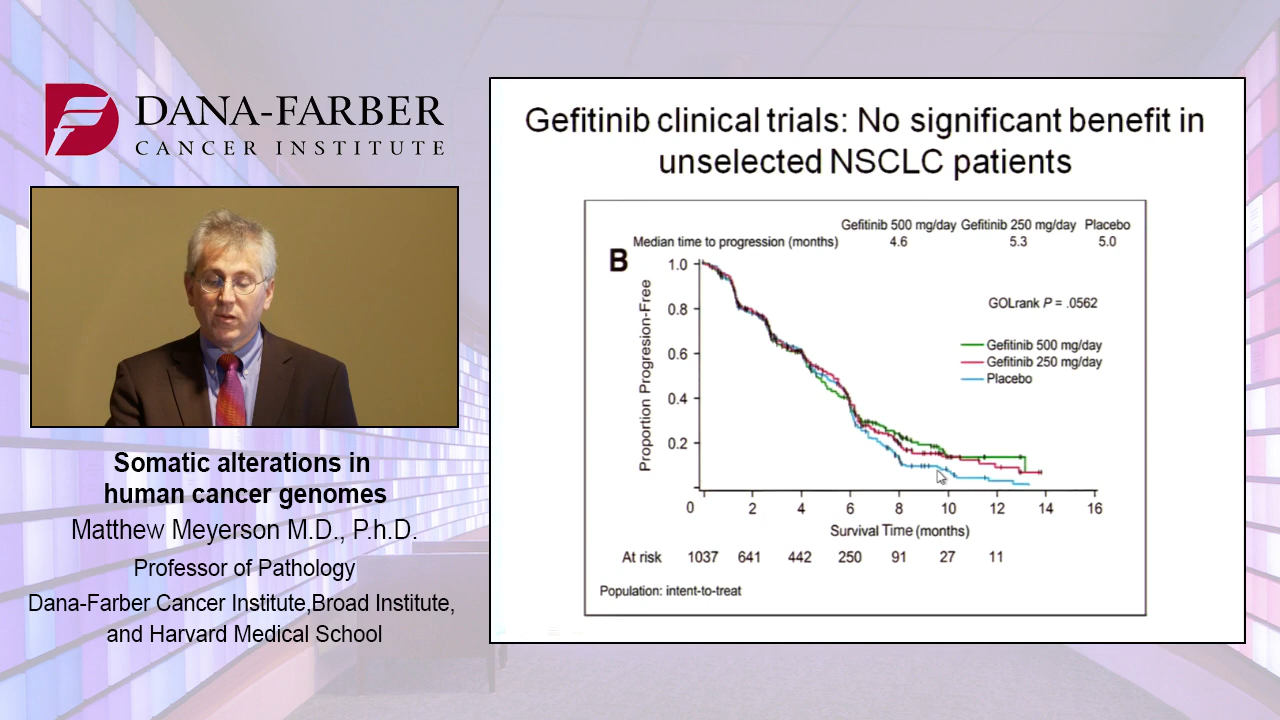 DANA-FARBER
CANCER INSTITUTE
Somatic alterations in
human cancer genomes
Matthew Meyerson M.D., P.h.D.
Professor of Pathology
Dana-Farber Cancer Institute,Broad Institute,
and Harvard Medical School
Gefitinib clinical trials: No significant benefit in
unselected NSCLC patients
Gefitinib 500 mg/day Gefitinib 250 mg/day Placebo
Median time to progression (months) 4.6 5.3 5.0
B
Proportion Progresion-Free
1.0
0.8
0.6
0.4
0.2
GOLrank P = .0562
Gefitinib 500 mg/day
Gefitinib 250 mg/day
Placebo
0 2 4 6 8 10 12 14 16
Survival Time (months)
At risk 1037 641 442 250 91 27 11
Population: intent-to-treat